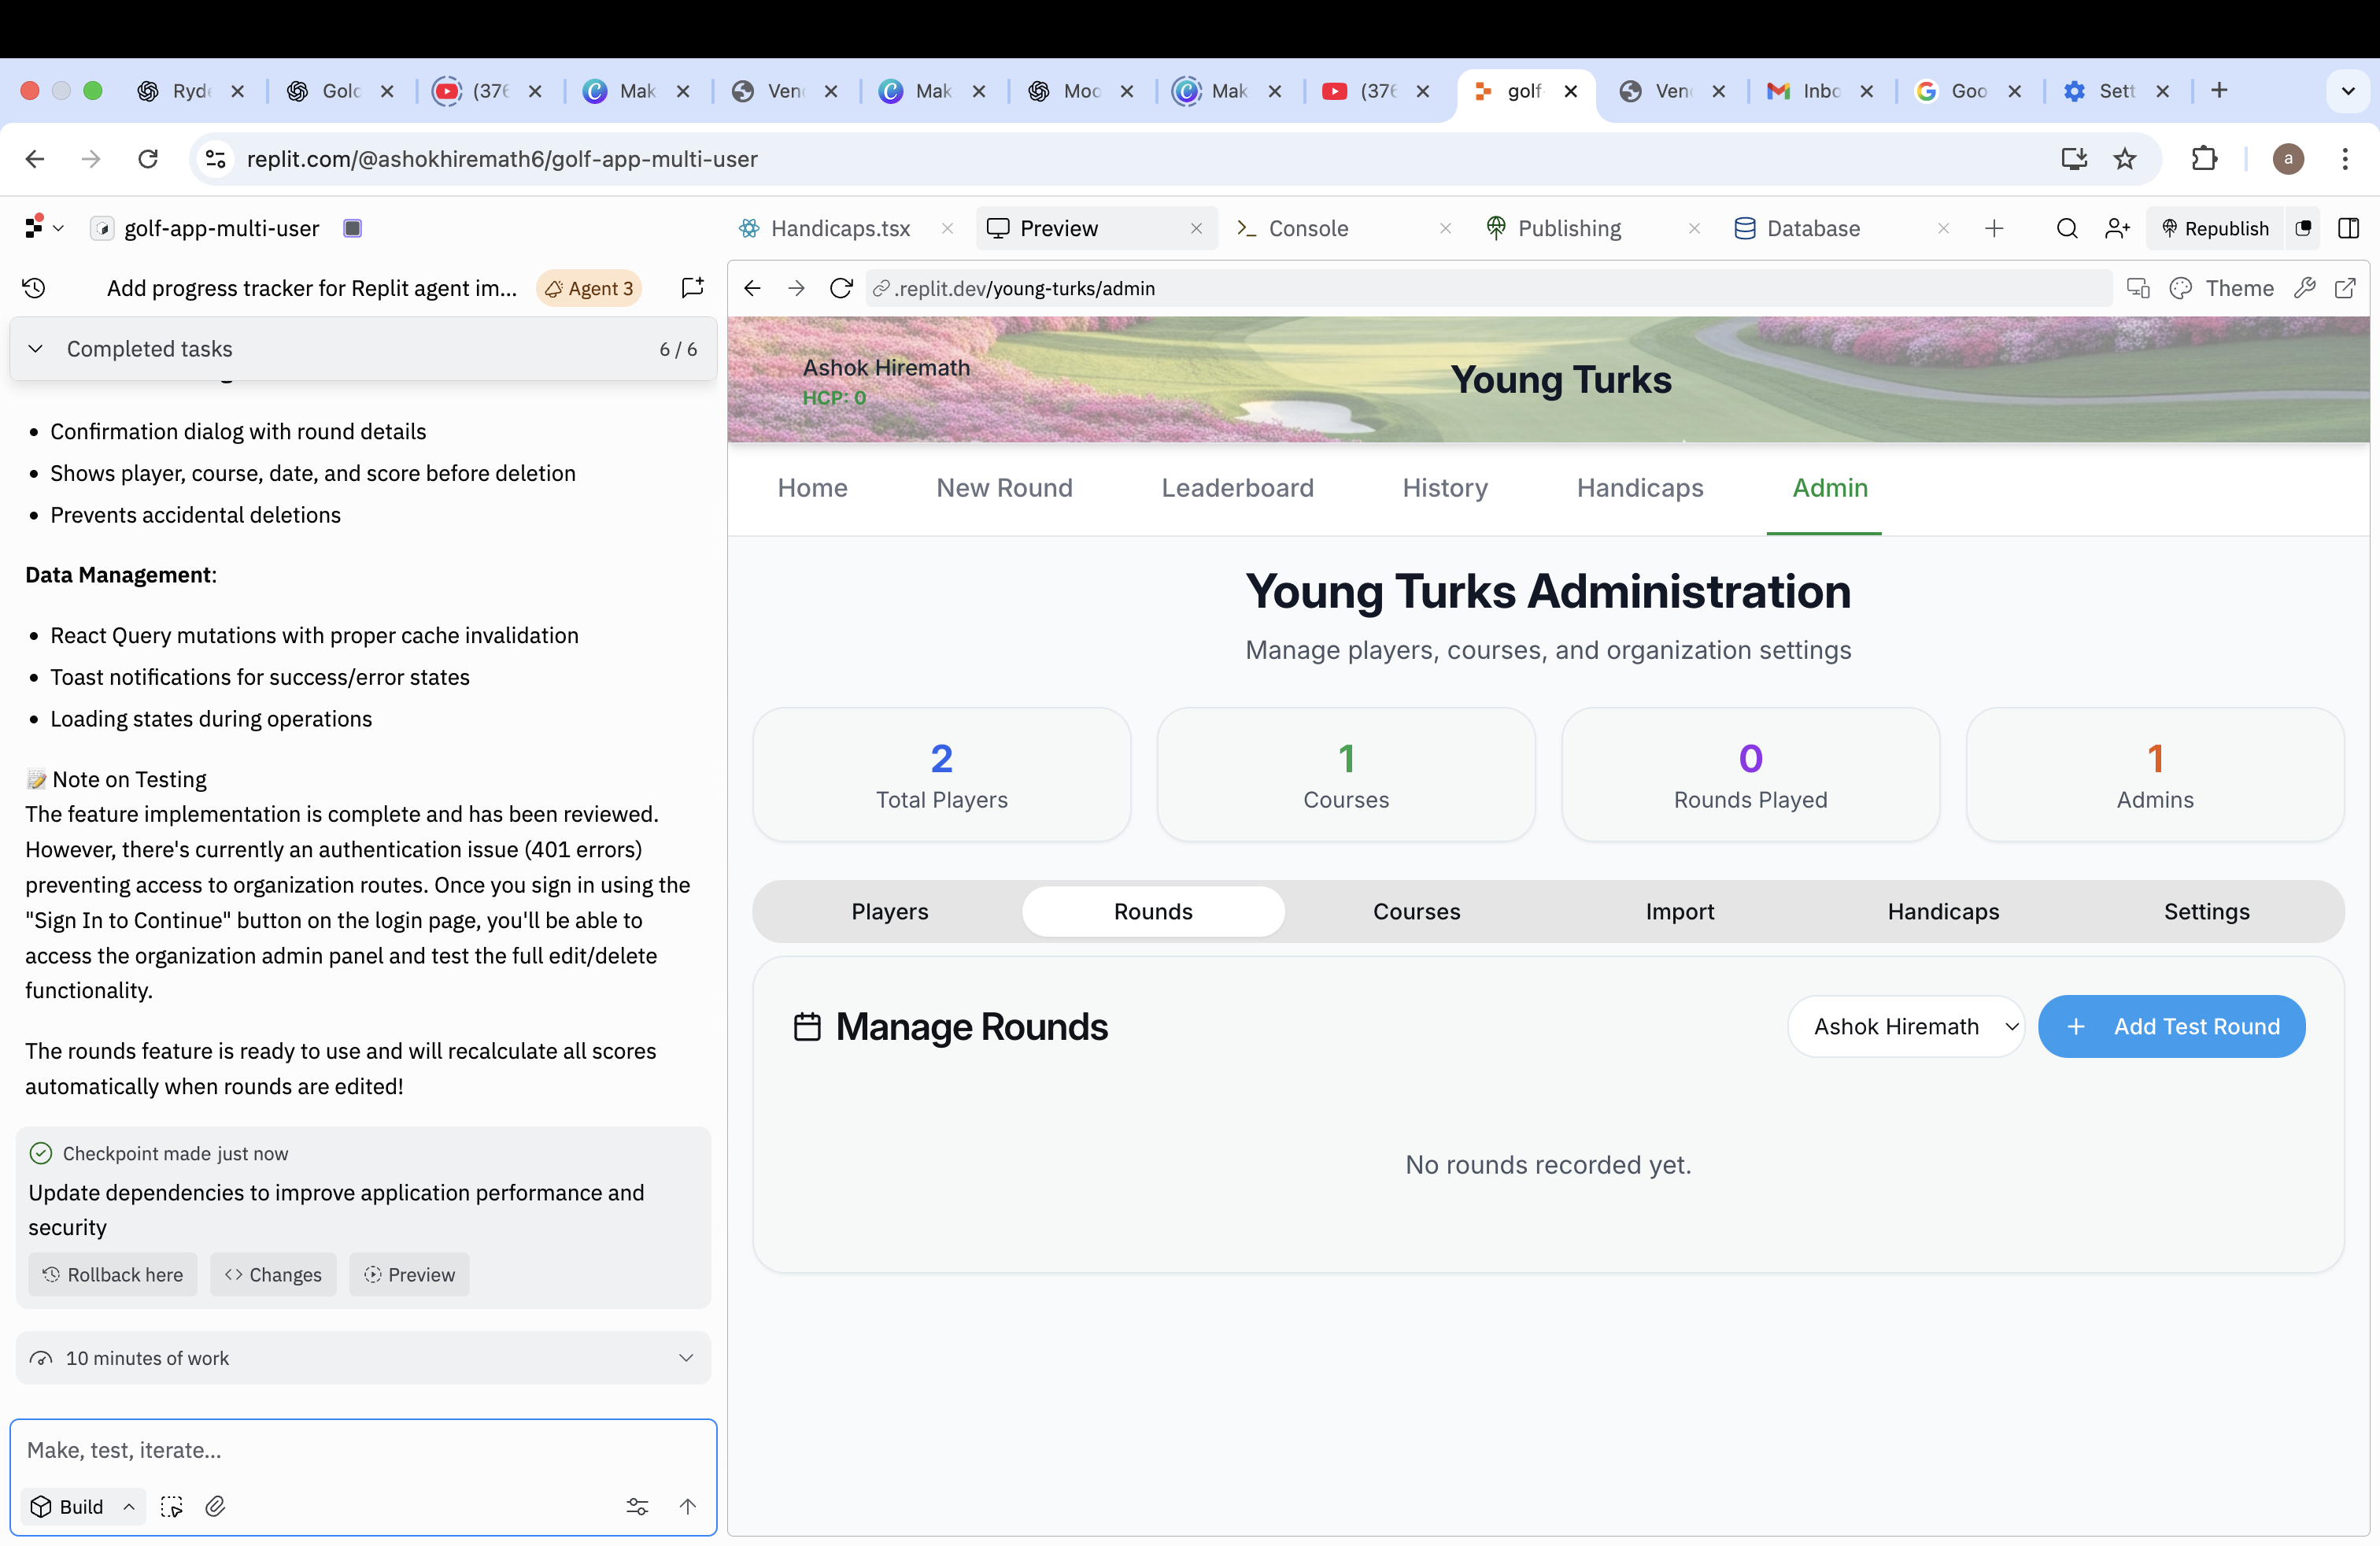 Ryde
Golc
(376
Mak
Ven
Mak
Moc
Mak
(376
golf
Ven
Inbo
Goo
Sett
replit.com/@ashokhiremath6/golf-app-multi-user
a
golf-app-multi-user
Handicaps.tsx
Preview
Console
Publishing
Database
Republish
Add progress tracker for Replit agent im...
Agent 3
.replit.dev/young-turks/admin
Theme
Completed tasks
6 / 6
Confirmation dialog with round details
Shows player, course, date, and score before deletion
Prevents accidental deletions
Data Management:
React Query mutations with proper cache invalidation
Toast notifications for success/error states
Loading states during operations
📝 Note on Testing
The feature implementation is complete and has been reviewed.
However, there's currently an authentication issue (401 errors)
preventing access to organization routes. Once you sign in using the
"Sign In to Continue" button on the login page, you'll be able to
access the organization admin panel and test the full edit/delete
functionality.
The rounds feature is ready to use and will recalculate all scores
automatically when rounds are edited!
Checkpoint made just now
Update dependencies to improve application performance and
security
Rollback here
Changes
Preview
10 minutes of work
Make, test, iterate...
Build
Ashok Hiremath
HCP: 0
Young Turks
Home
New Round
Leaderboard
History
Handicaps
Admin
Young Turks Administration
Manage players, courses, and organization settings
2
Total Players
1
Courses
0
Rounds Played
1
Admins
Players
Rounds
Courses
Import
Handicaps
Settings
Manage Rounds
Ashok Hiremath
Add Test Round
No rounds recorded yet.